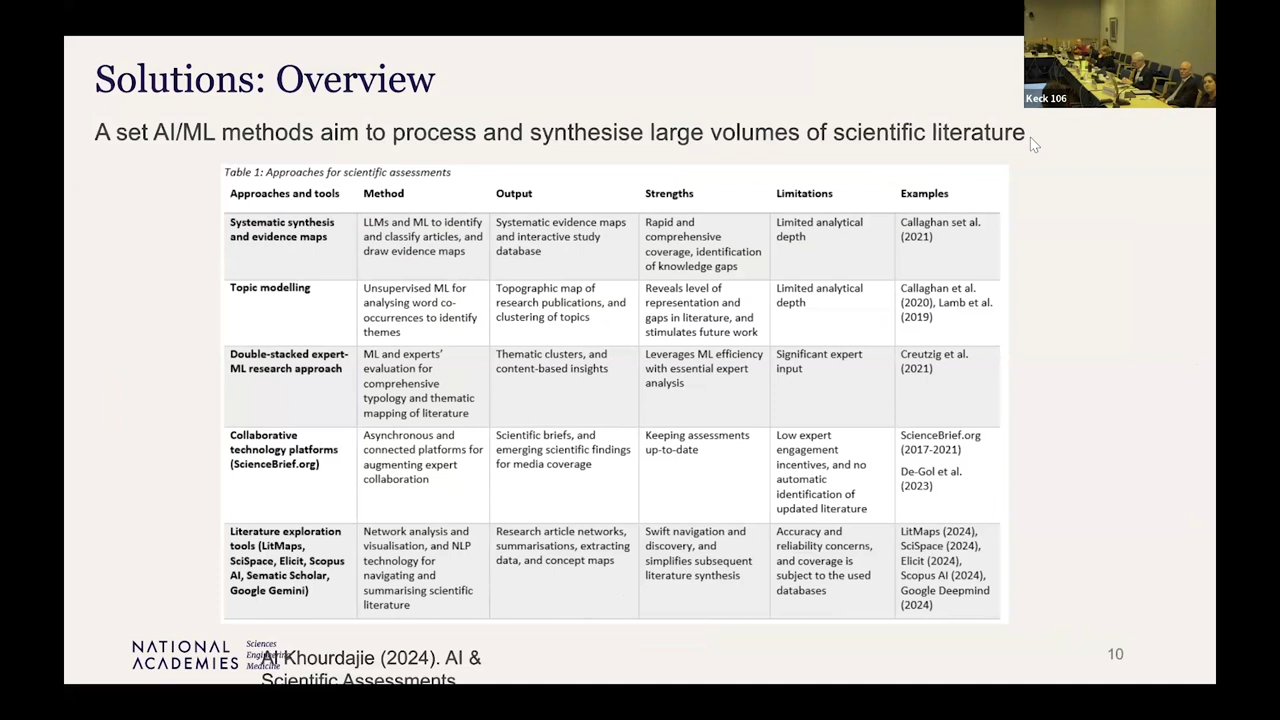 Solutions: Overview
Keck 106
A set AI/ML methods aim to process and synthesise large volumes of scientific literature
Table 1: Approaches for scientific assessments
Approaches and tools
Method
Output
Strengths
Limitations
Examples
Systematic synthesis
and evidence maps
LLMs and ML to identify
and classify articles, and
draw evidence maps
Systematic evidence maps
and interactive study
database
Rapid and
comprehensive
coverage, identification
of knowledge gaps
Limited analytical
depth
Callaghan set al.
(2021)
Topic modelling
Unsupervised ML for
analysing word co-
occurrences to identify
themes
Topographic map of
research publications, and
clustering of topics
Reveals level of
representation and
gaps in literature, and
stimulates future work
Limited analytical
depth
Callaghan et al.
(2020), Lamb et al.
(2019)
Double-stacked expert-
ML research approach
ML and experts’
evaluation for
comprehensive
typology and thematic
mapping of literature
Thematic clusters, and
content-based insights
Leverages ML efficiency
with essential expert
analysis
Significant expert
input
Creutzig et al.
(2021)
Collaborative
technology platforms
(ScienceBrief.org)
Asynchronous and
connected platforms for
augmenting expert
collaboration
Scientific briefs, and
emerging scientific findings
for media coverage
Keeping assessments
up-to-date
Low expert
engagement
incentives, and no
automatic
identification of
updated literature
ScienceBrief.org
(2017-2021)
De-Gol et al.
(2023)
Literature exploration
tools (LitMaps,
SciSpace, Elicit, Scopus
AI, Sematic Scholar,
Google Gemini)
Network analysis and
visualisation, and NLP
technology for
navigating and
summarising scientific
literature
Research article networks,
summarisations, extracting
data, and concept maps
Swift navigation and
discovery, and
simplifies subsequent
literature synthesis
Accuracy and
reliability concerns,
and coverage is
subject to the used
databases
LitMaps (2024),
SciSpace (2024),
Elicit (2024),
Scopus AI (2024),
Google Deepmind
(2024)
NATIONAL
ACADEMIES
Sciences
Engineering
Medicine
Al Khourdajie (2024). AI &
Scientific Assessments
10